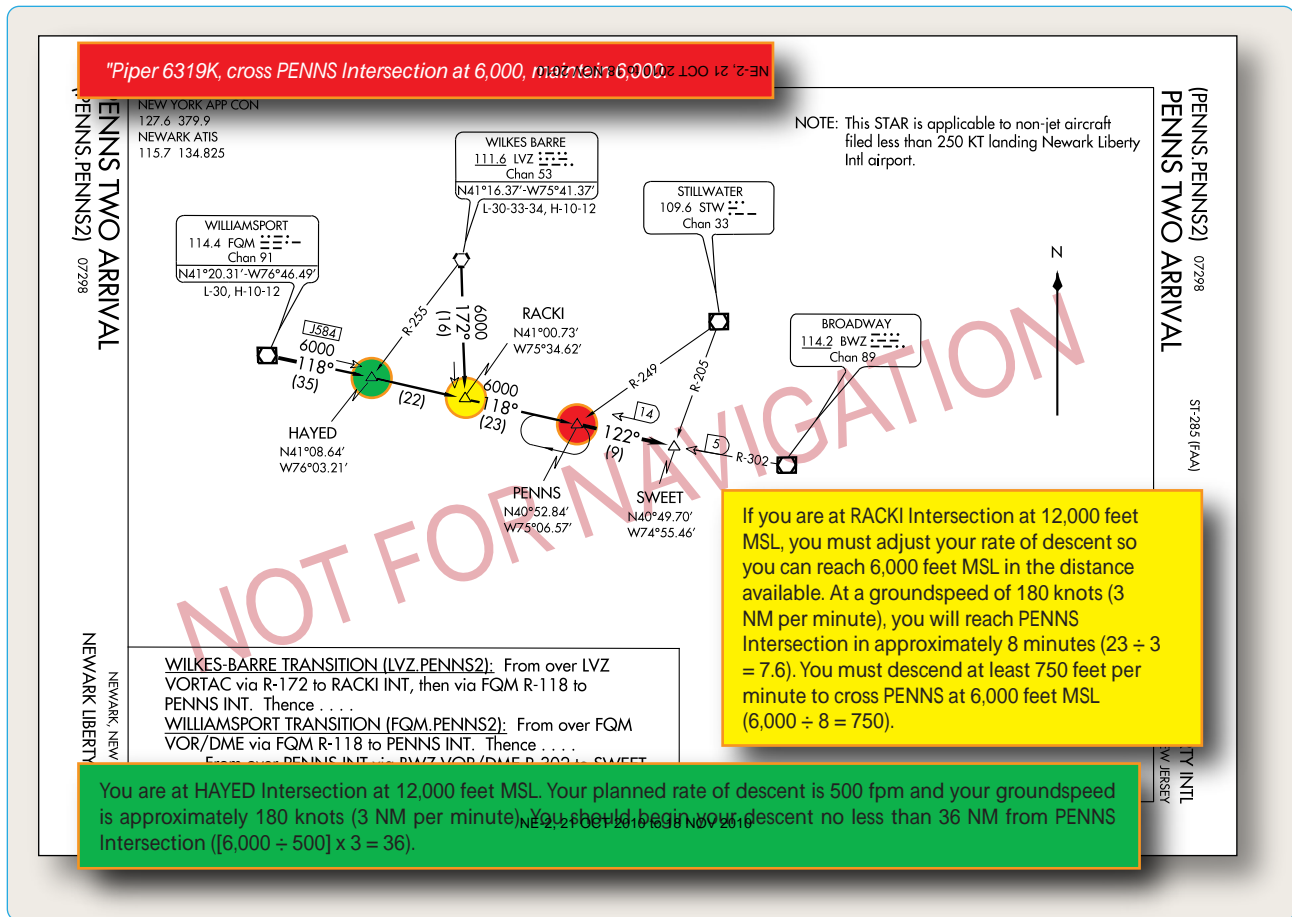 "Piper 6319K, cross PENNS Intersection at 6,000, maintain 6,000.
NE-2, 21 OCT 2010 to 18 NOV 2010
NEW YORK APP CON
127.6 379.9
NEWARK ATIS
115.7 134.825
(PENNS.PENNS2) 07298
PENNS TWO ARRIVAL
NOTE: This STAR is applicable to non-jet aircraft
filed less than 250 KT landing Newark Liberty
Intl airport.
(PENNS.PENNS2) 07298
PENNS TWO ARRIVAL
ST-285 (FAA)
WILKES BARRE
111.6 LVZ
Chan 53
N41°16.37'-W75°41.37'
L-30-33-34, H-10-12
STILLWATER
109.6 STW
Chan 33
WILLIAMSPORT
114.4 FQM
Chan 91
N41°20.31'-W76°46.49'
L-30, H-10-12
BROADWAY
114.2 BWZ
Chan 89
N
R-255
6000
172°
(16)
RACKI
N41°00.73'
W75°34.62'
J584
6000
118°
(35)
(22)
6000
118°
(23)
R-249
R-205
14
122°
(9)
5
R-302
HAYED
N41°08.64'
W76°03.21'
PENNS
N40°52.84'
W75°06.57'
SWEET
N40°49.70'
W74°55.46'
NOT FOR NAVIGATION
If you are at RACKI Intersection at 12,000 feet
MSL, you must adjust your rate of descent so
you can reach 6,000 feet MSL in the distance
available. At a groundspeed of 180 knots (3
NM per minute), you will reach PENNS
Intersection in approximately 8 minutes (23 ÷ 3
= 7.6). You must descend at least 750 feet per
minute to cross PENNS at 6,000 feet MSL
(6,000 ÷ 8 = 750).
WILKES-BARRE TRANSITION (LVZ.PENNS2): From over LVZ
VORTAC via R-172 to RACKI INT, then via FQM R-118 to
PENNS INT. Thence . . . .
WILLIAMSPORT TRANSITION (FQM.PENNS2): From over FQM
VOR/DME via FQM R-118 to PENNS INT. Thence . . . .
From over PENNS INT via BWZ VOR/DME R-302 to SWEET
NEWARK, NEW
NEWARK LIBERTY
TY INTL
EW JERSEY
You are at HAYED Intersection at 12,000 feet MSL. Your planned rate of descent is 500 fpm and your groundspeed
is approximately 180 knots (3 NM per minute). You should begin your descent no less than 36 NM from PENNS
Intersection ([6,000 ÷ 500] x 3 = 36).
NE-2, 21 OCT 2010 to 18 NOV 2010